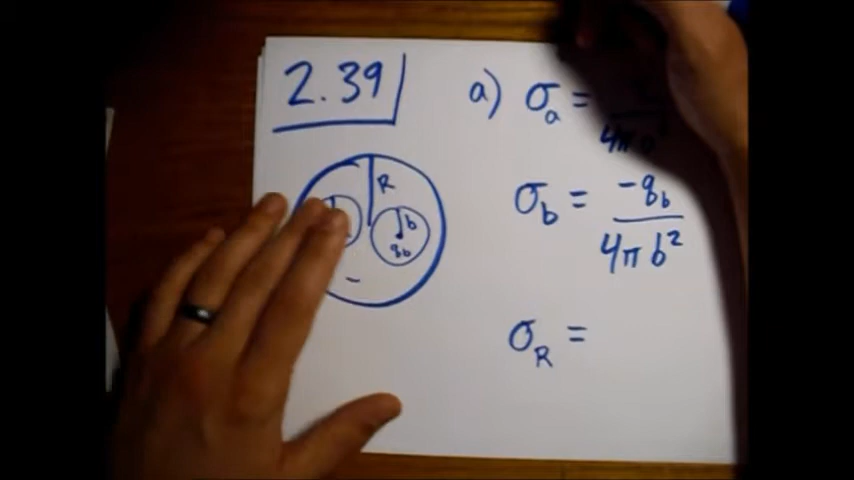 2.39
a) σa =
4π
R
b
qb
σb = -qb / 4πb²
-
σR =